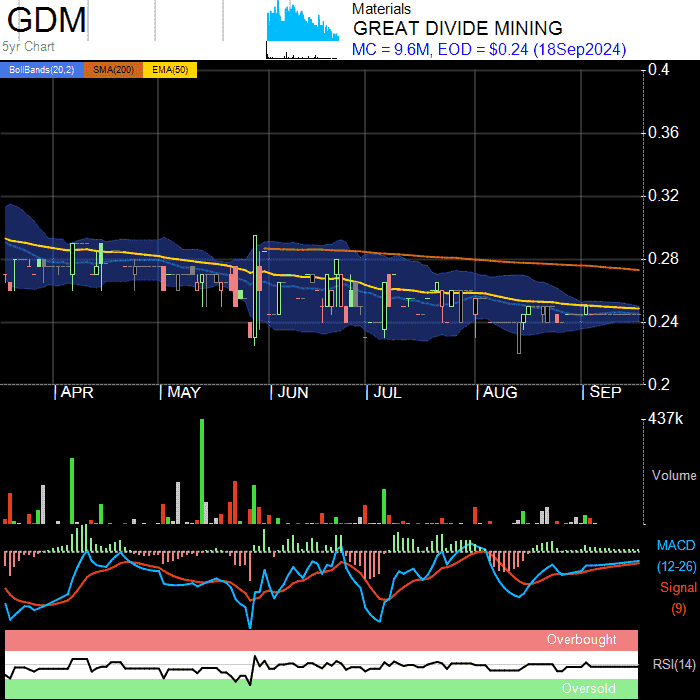 GDM
5yr Chart
Materials
GREAT DIVIDE MINING
MC = 9.6M, EOD = $0.24 (18Sep2024)
BollBands(20,2) SMA(200) EMA(50)
0.4
0.36
0.32
0.28
0.24
0.2
APR MAY JUN JUL AUG SEP
437k
Volume
MACD
(12-26)
Signal
(9)
Overbought
RSI(14)
Oversold